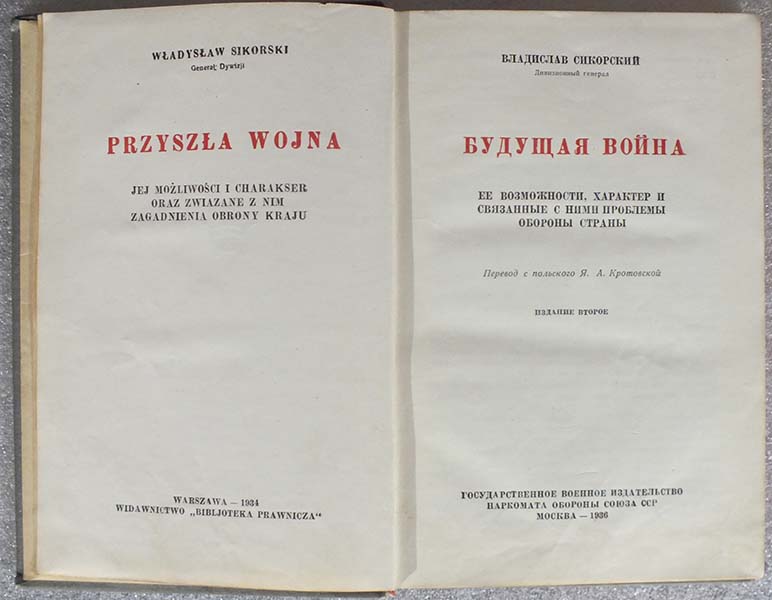 WŁADYSŁAW SIKORSKI
Generał Dywizji
PRZYSZŁA WOJNA
JEJ MOŻLIWOŚCI I CHARAKSER
ORAZ ZWIAZANE Z NIM
ZAGADNIENIA OBRONY KRAJU
WARSZAWA — 1934
WIDAWNICTWO „BIBLJOTEKA PRAWNICZA“
ВЛАДИСЛАВ СИКОРСКИЙ
Дивизионный генерал
БУДУЩАЯ ВОЙНА
ЕЕ ВОЗМОЖНОСТИ, ХАРАКТЕР И
СВЯЗАННЫЕ С НИМИ ПРОБЛЕМЫ
ОБОРОНЫ СТРАНЫ
Перевод с польского Я. А. Кротовской
ИЗДАНИЕ ВТОРОЕ
ГОСУДАРСТВЕННОЕ ВОЕННОЕ ИЗДАТЕЛЬСТВО
НАРКОМАТА ОБОРОНЫ СОЮЗА ССР
МОСКВА — 1936